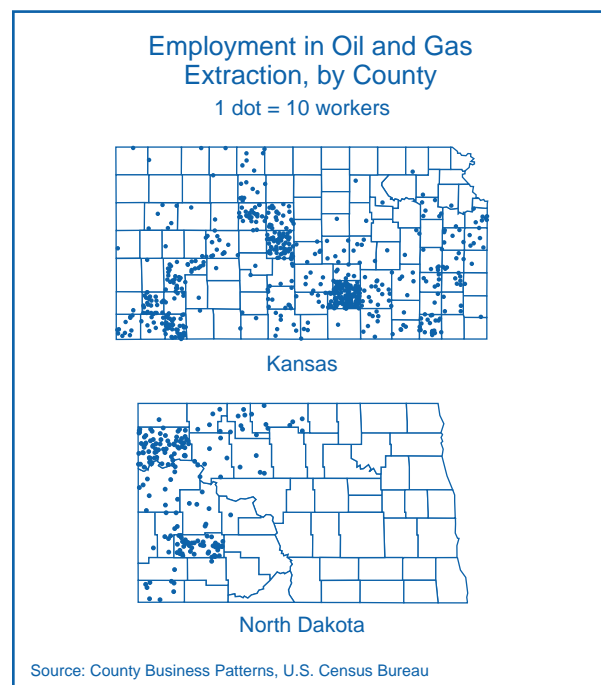 Employment in Oil and Gas
Extraction, by County
1 dot = 10 workers
Kansas
North Dakota
Source: County Business Patterns, U.S. Census Bureau